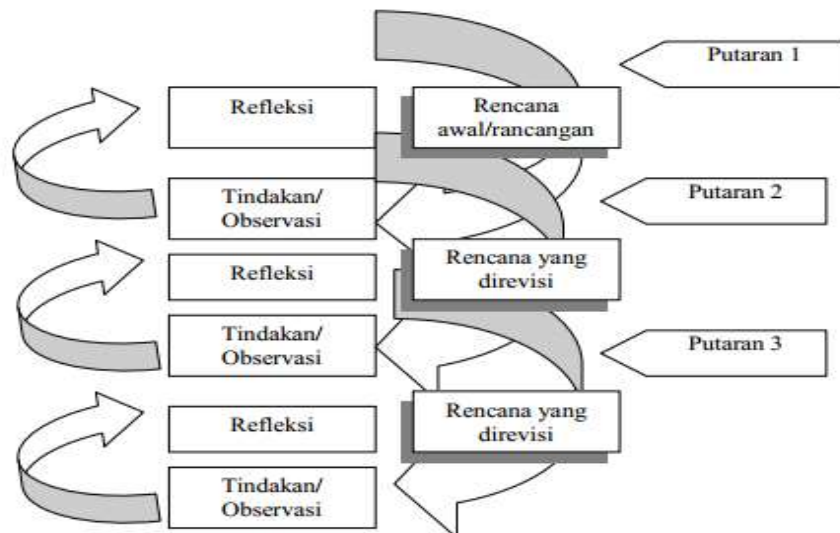 Putaran 1
Refleksi
Rencana
awal/rancangan
Putaran 2
Tindakan/
Observasi
Refleksi
Rencana yang
direvisi
Putaran 3
Tindakan/
Observasi
Refleksi
Rencana yang
direvisi
Tindakan/
Observasi